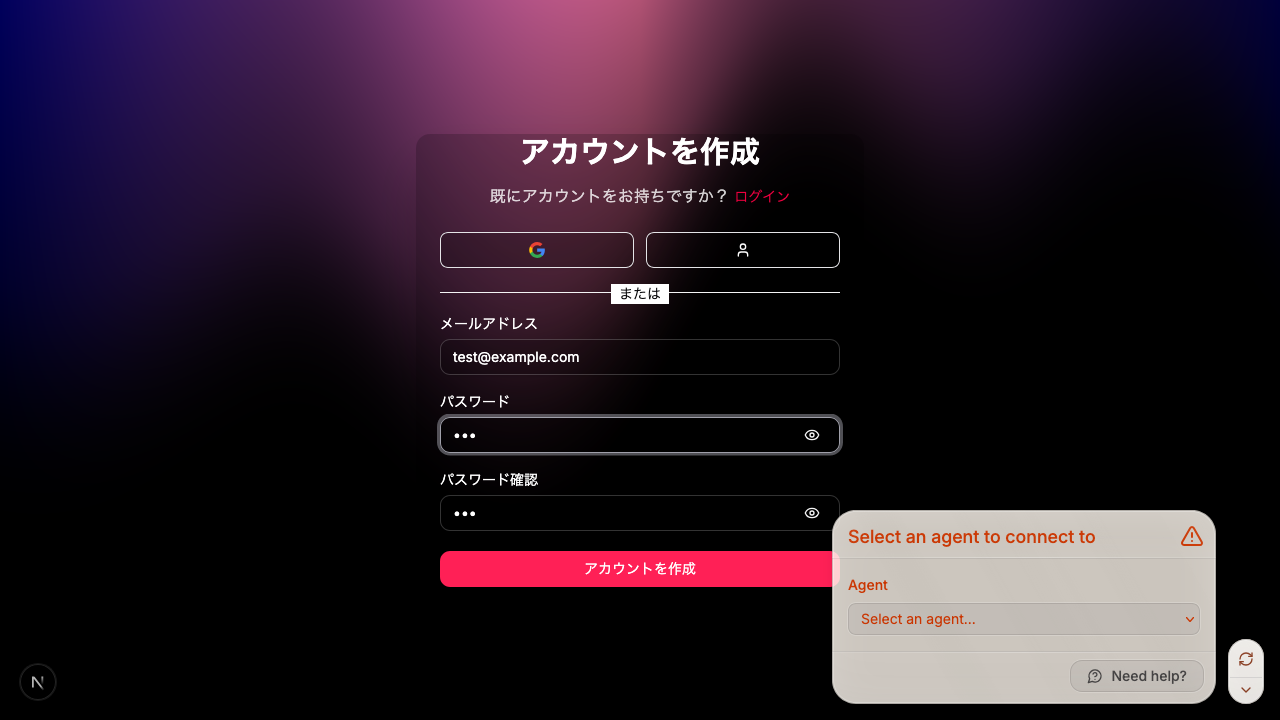 アカウントを作成
既にアカウントをお持ちですか？ ログイン
または
メールアドレス
test@example.com
パスワード
•••
パスワード確認
•••
アカウントを作成
Select an agent to connect to
Agent
Select an agent...
Need help?
N